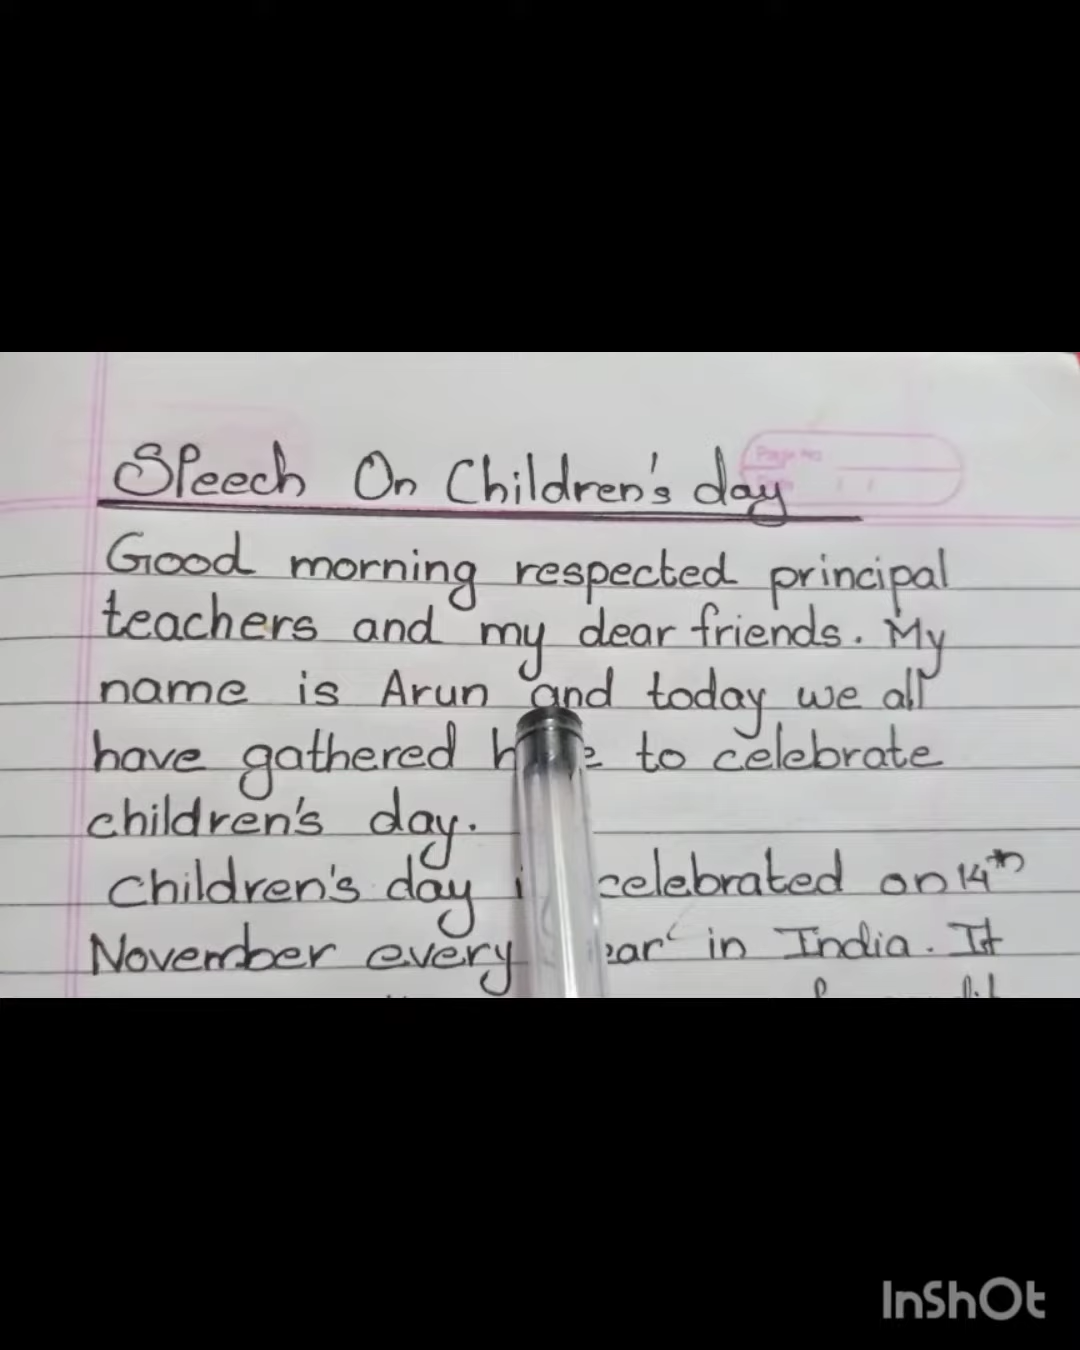 Speech On Children's day
Page No
Good morning respected principal
teachers and my dear friends. My
name is Arun and today we all
have gathered to celebrate
children's day.
Children's day celebrated on 14th
November every in India. It
InShOt